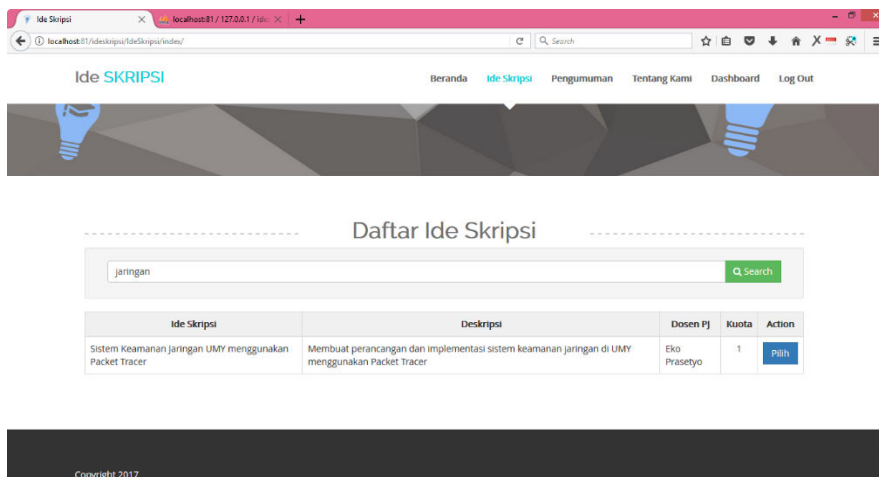 Ide Skripsi
localhost:81 / 127.0.0.1 / ide
localhost:81/ideskripsi/IdeSkripsi/index/
Search
Ide SKRIPSI
Beranda Ide Skripsi Pengumuman Tentang Kami Dashboard Log Out
Daftar Ide Skripsi
jaringan
Search
Ide Skripsi Deskripsi Dosen PJ Kuota Action
Sistem Keamanan Jaringan UMY menggunakan Membuat perancangan dan implementasi sistem keamanan jaringan di UMY Eko 1 Pilih
Packet Tracer menggunakan Packet Tracer Prasetyo
Copyright 2017